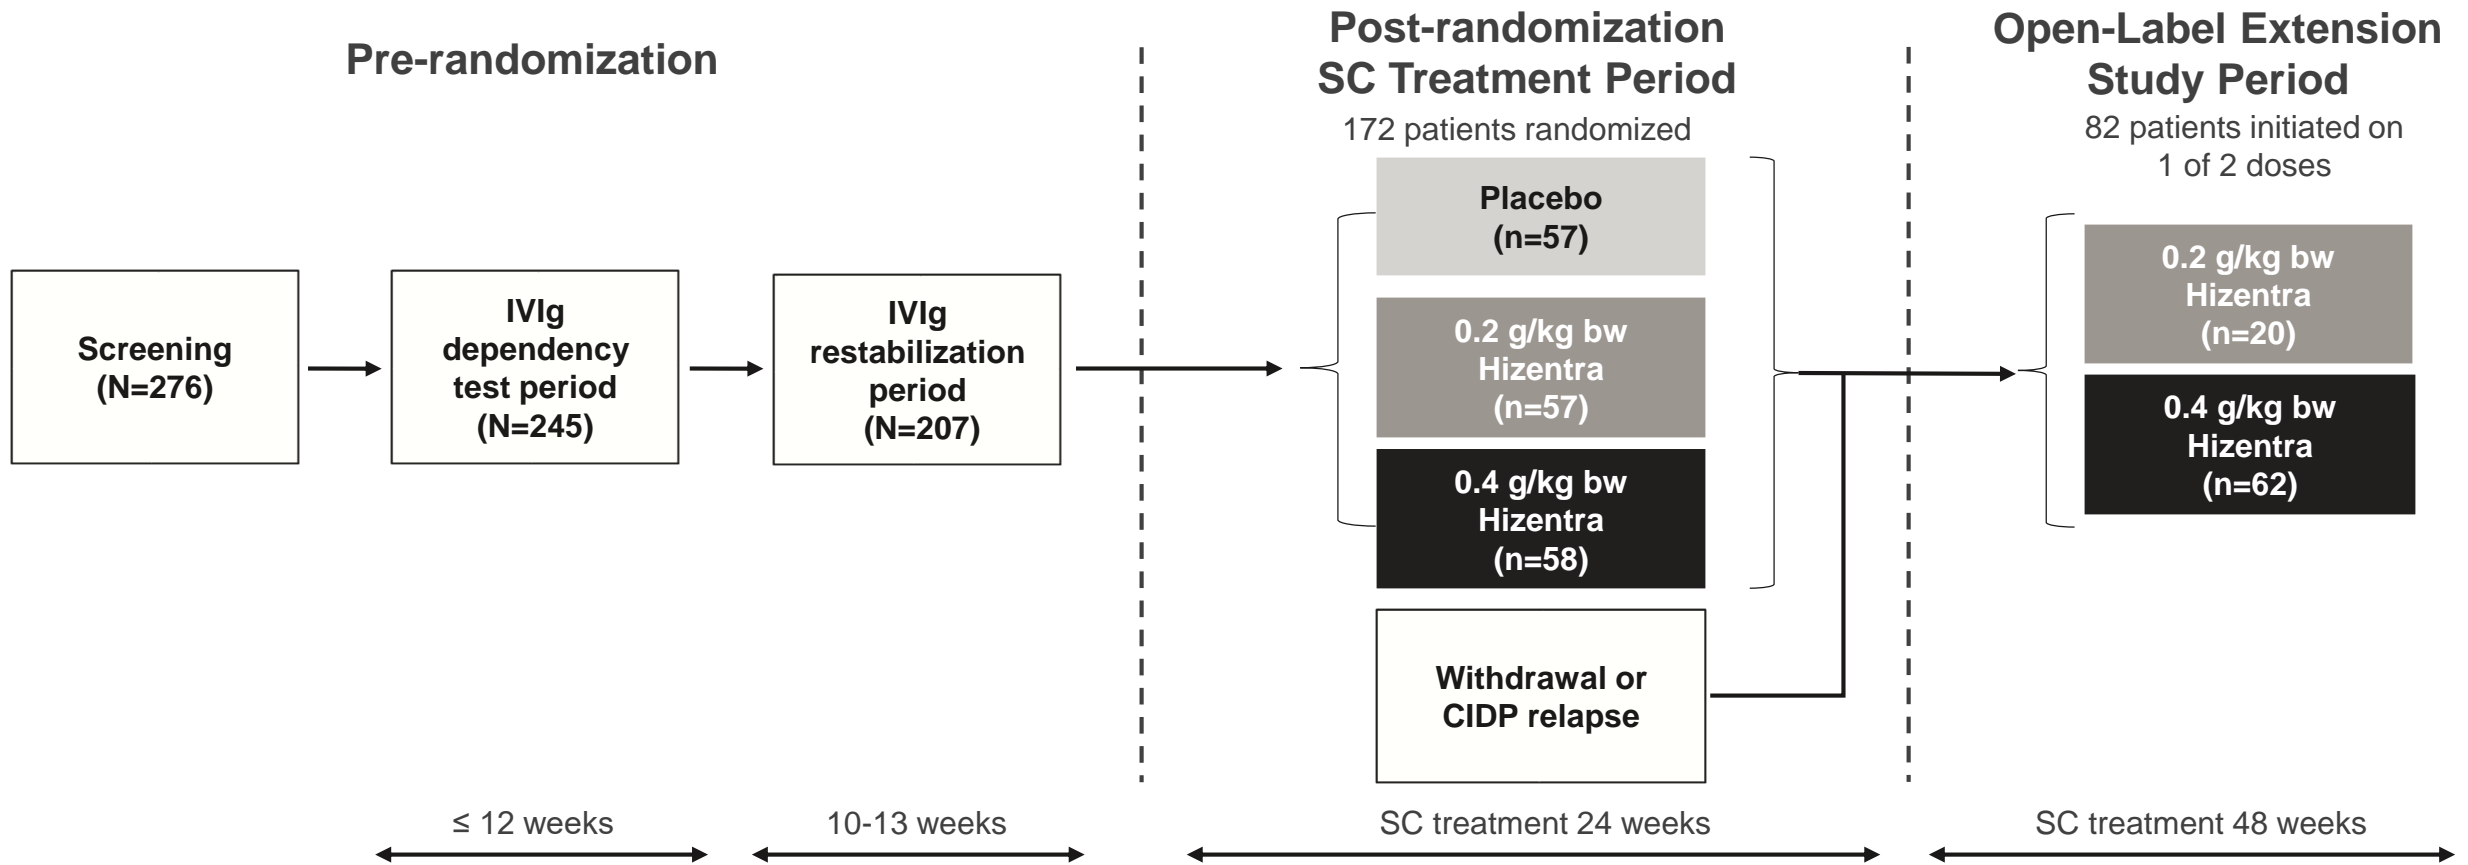 Pre-randomization
Post-randomization
SC Treatment Period
172 patients randomized
Open-Label Extension
Study Period
82 patients initiated on
1 of 2 doses
Screening
(N=276)
IVIg
dependency
test period
(N=245)
IVIg
restabilization
period
(N=207)
Placebo
(n=57)
0.2 g/kg bw
Hizentra
(n=57)
0.4 g/kg bw
Hizentra
(n=58)
Withdrawal or
CIDP relapse
0.2 g/kg bw
Hizentra
(n=20)
0.4 g/kg bw
Hizentra
(n=62)
≤ 12 weeks
10-13 weeks
SC treatment 24 weeks
SC treatment 48 weeks